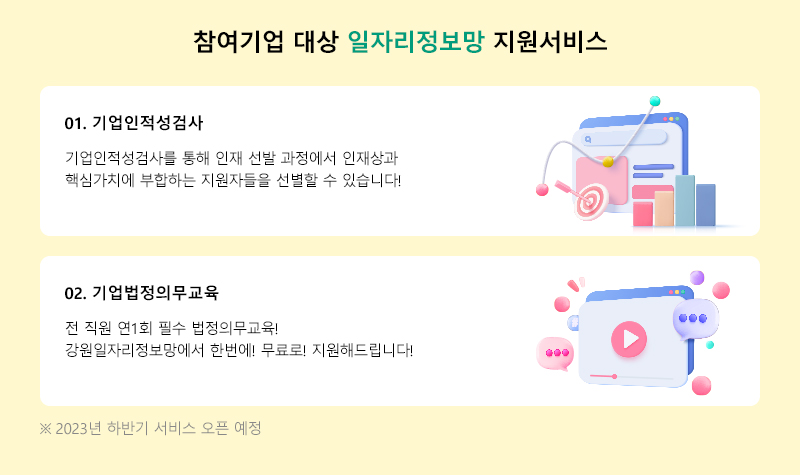 참여기업 대상 일자리정보망 지원서비스
01. 기업인적성검사
기업인적성검사를 통해 인재 선발 과정에서 인재상과
핵심가치에 부합하는 지원자들을 선별할 수 있습니다!
02. 기업법정의무교육
전 직원 연1회 필수 법정의무교육!
강원일자리정보망에서 한번에! 무료로! 지원해드립니다!
※ 2023년 하반기 서비스 오픈 예정